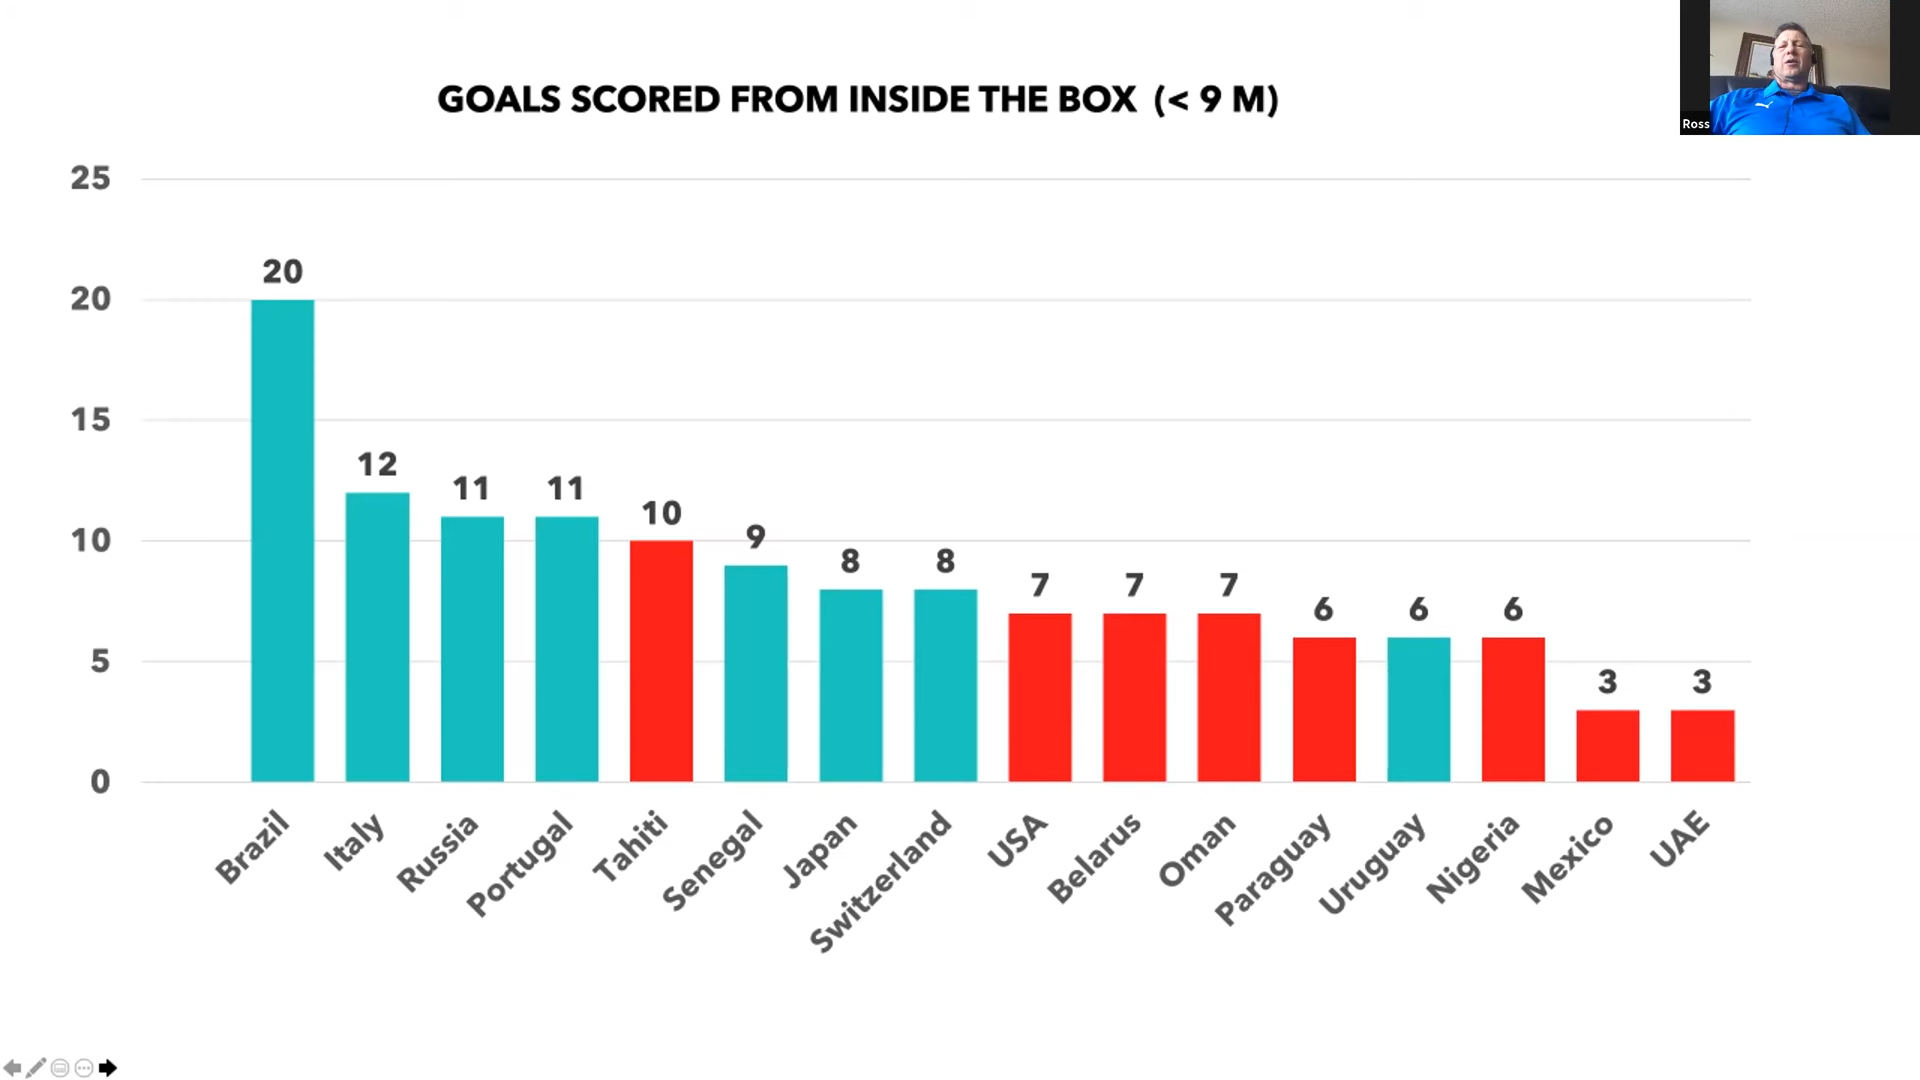 GOALS SCORED FROM INSIDE THE BOX (< 9 M)
Ross
25
20
15
10
5
0
20
12
11
11
10
9
8
8
7
7
7
6
6
6
3
3
Brazil
Italy
Russia
Portugal
Tahiti
Senegal
Japan
Switzerland
USA
Belarus
Oman
Paraguay
Uruguay
Nigeria
Mexico
UAE